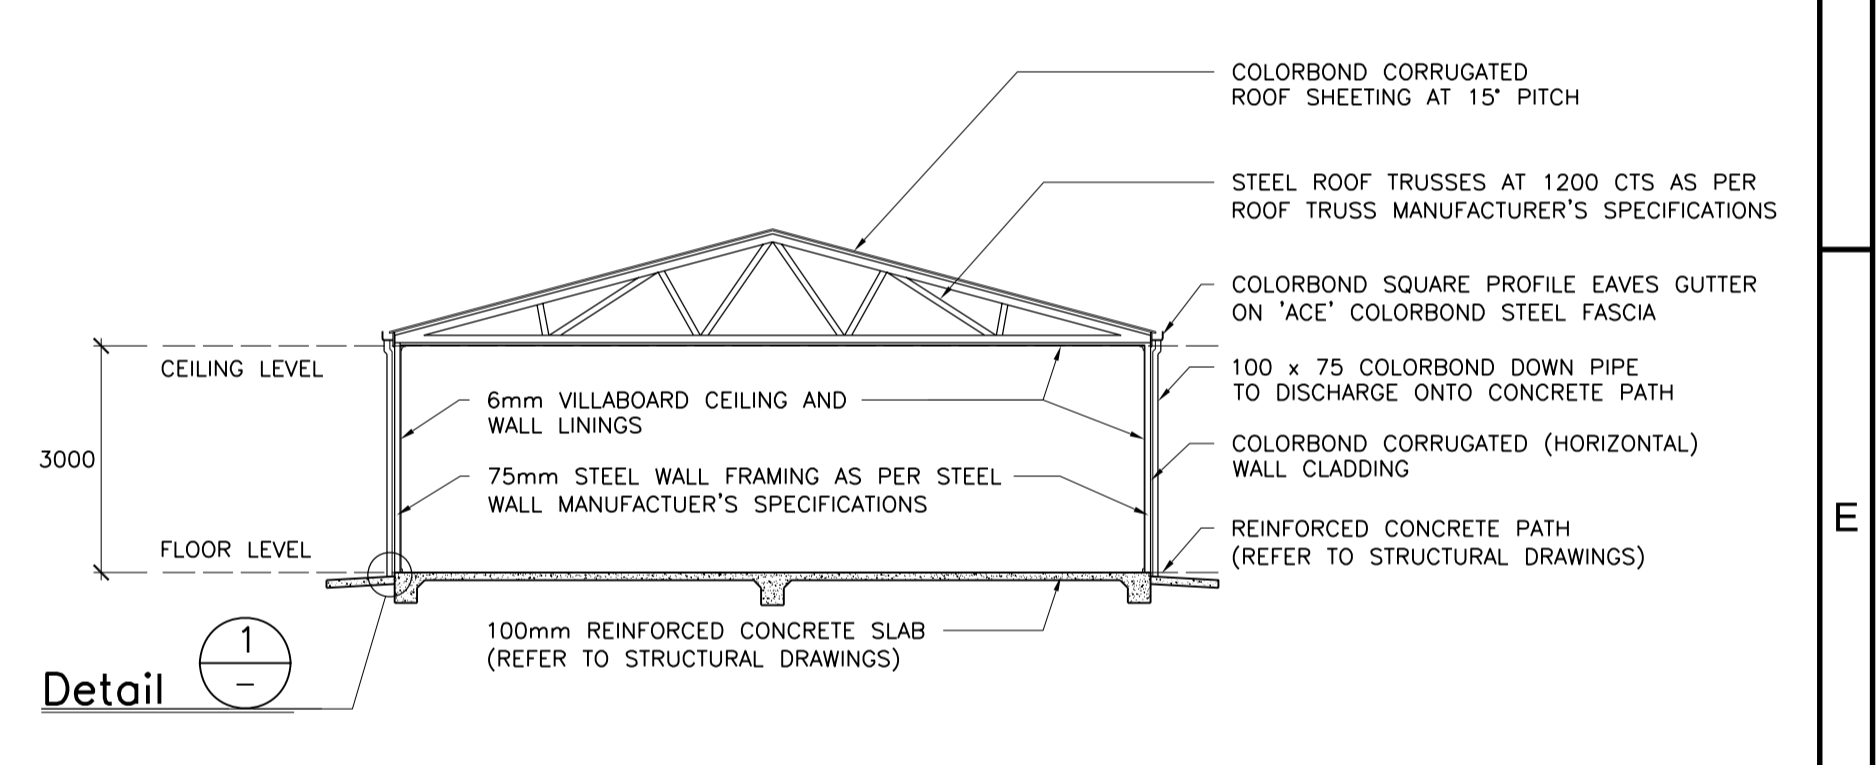 COLORBOND CORRUGATED
ROOF SHEETING AT 15° PITCH
STEEL ROOF TRUSSES AT 1200 CTS AS PER
ROOF TRUSS MANUFACTURER'S SPECIFICATIONS
COLORBOND SQUARE PROFILE EAVES GUTTER
ON 'ACE' COLORBOND STEEL FASCIA
100 x 75 COLORBOND DOWN PIPE
TO DISCHARGE ONTO CONCRETE PATH
COLORBOND CORRUGATED (HORIZONTAL)
WALL CLADDING
REINFORCED CONCRETE PATH
(REFER TO STRUCTURAL DRAWINGS)
CEILING LEVEL
6mm VILLABOARD CEILING AND
WALL LININGS
3000
75mm STEEL WALL FRAMING AS PER STEEL
WALL MANUFACTUER'S SPECIFICATIONS
FLOOR LEVEL
100mm REINFORCED CONCRETE SLAB
(REFER TO STRUCTURAL DRAWINGS)
Detail
1
–
E